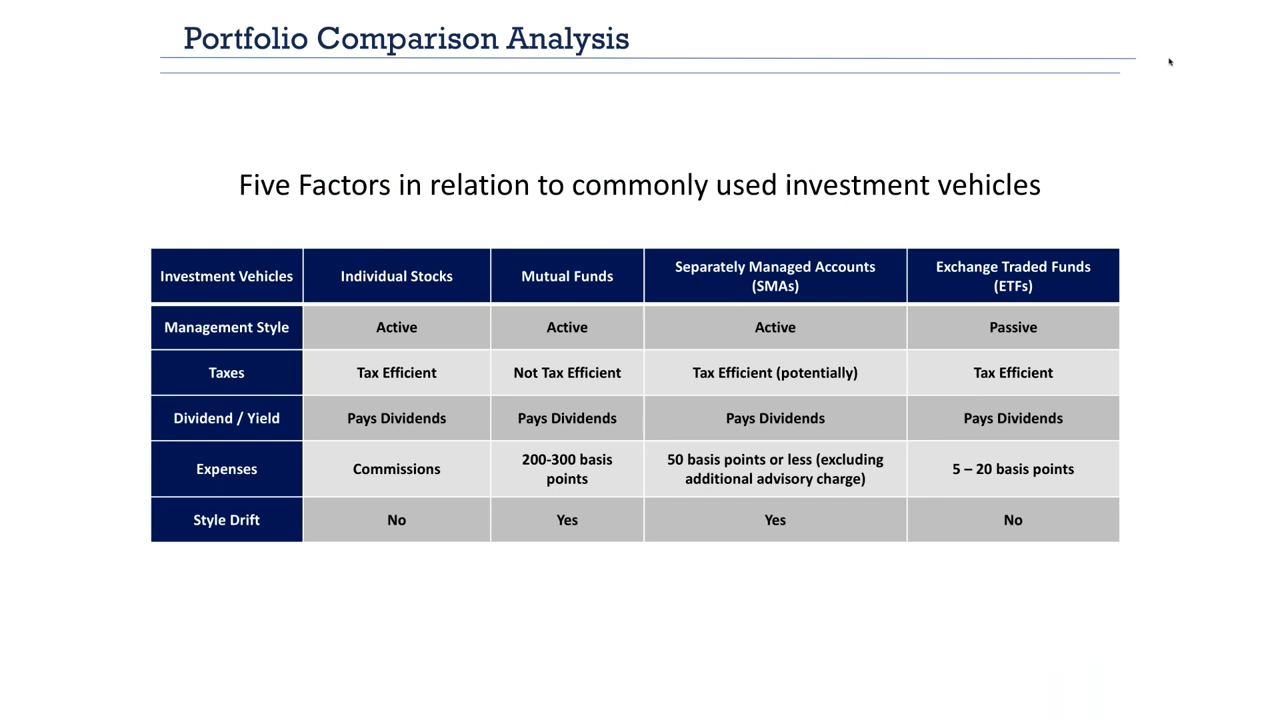 Portfolio Comparison Analysis
Five Factors in relation to commonly used investment vehicles
Investment Vehicles
Individual Stocks
Mutual Funds
Separately Managed Accounts
(SMAs)
Exchange Traded Funds
(ETFs)
Management Style
Active
Active
Active
Passive
Taxes
Tax Efficient
Not Tax Efficient
Tax Efficient (potentially)
Tax Efficient
Dividend / Yield
Pays Dividends
Pays Dividends
Pays Dividends
Pays Dividends
Expenses
Commissions
200-300 basis
points
50 basis points or less (excluding
additional advisory charge)
5 – 20 basis points
Style Drift
No
Yes
Yes
No